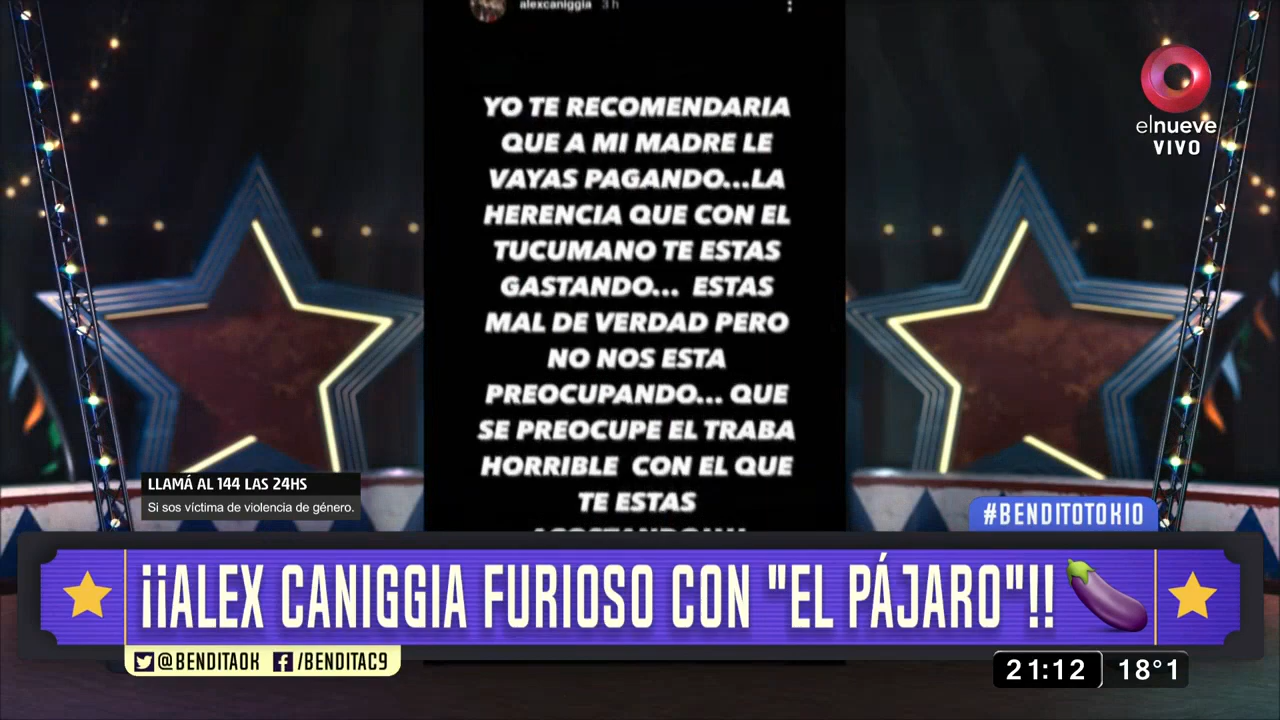 alexcaniggia 3 h
YO TE RECOMENDARIA
QUE A MI MADRE LE
VAYAS PAGANDO...LA
HERENCIA QUE CON EL
TUCUMANO TE ESTAS
GASTANDO... ESTAS
MAL DE VERDAD PERO
NO NOS ESTA
PREOCUPANDO... QUE
SE PREOCUPE EL TRABA
HORRIBLE CON EL QUE
TE ESTAS
elnueve
VIVO
LLAMÁ AL 144 LAS 24HS
Si sos víctima de violencia de género.
#BENDITOTOKIO
¡¡ALEX CANIGGIA FURIOSO CON "EL PÁJARO"!!
@BENDITAOK /BENDITAC9
21:12 18°1